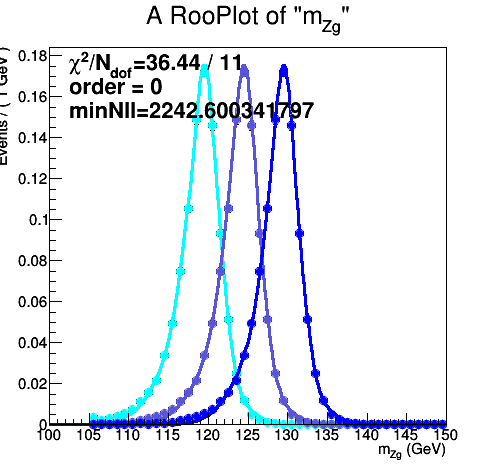 A RooPlot of "m_Zg"
χ²/N_dof=36.44 / 11
order = 0
minNll=2242.600341797
Events / ( 1 GeV )
0.18
0.16
0.14
0.12
0.1
0.08
0.06
0.04
0.02
0
100 105 110 115 120 125 130 135 140 145 150
m_Zg (GeV)